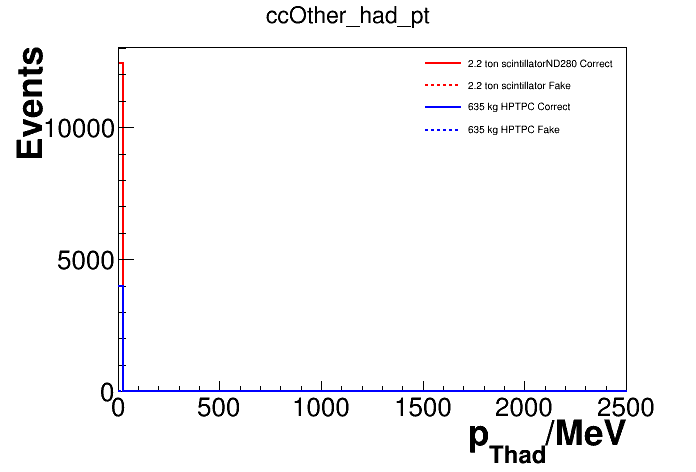 ccOther_had_pt
Events
2.2 ton scintillatorND280 Correct
2.2 ton scintillator Fake
635 kg HPTPC Correct
635 kg HPTPC Fake
10000
5000
0
0 500 1000 1500 2000 2500
pThad/MeV